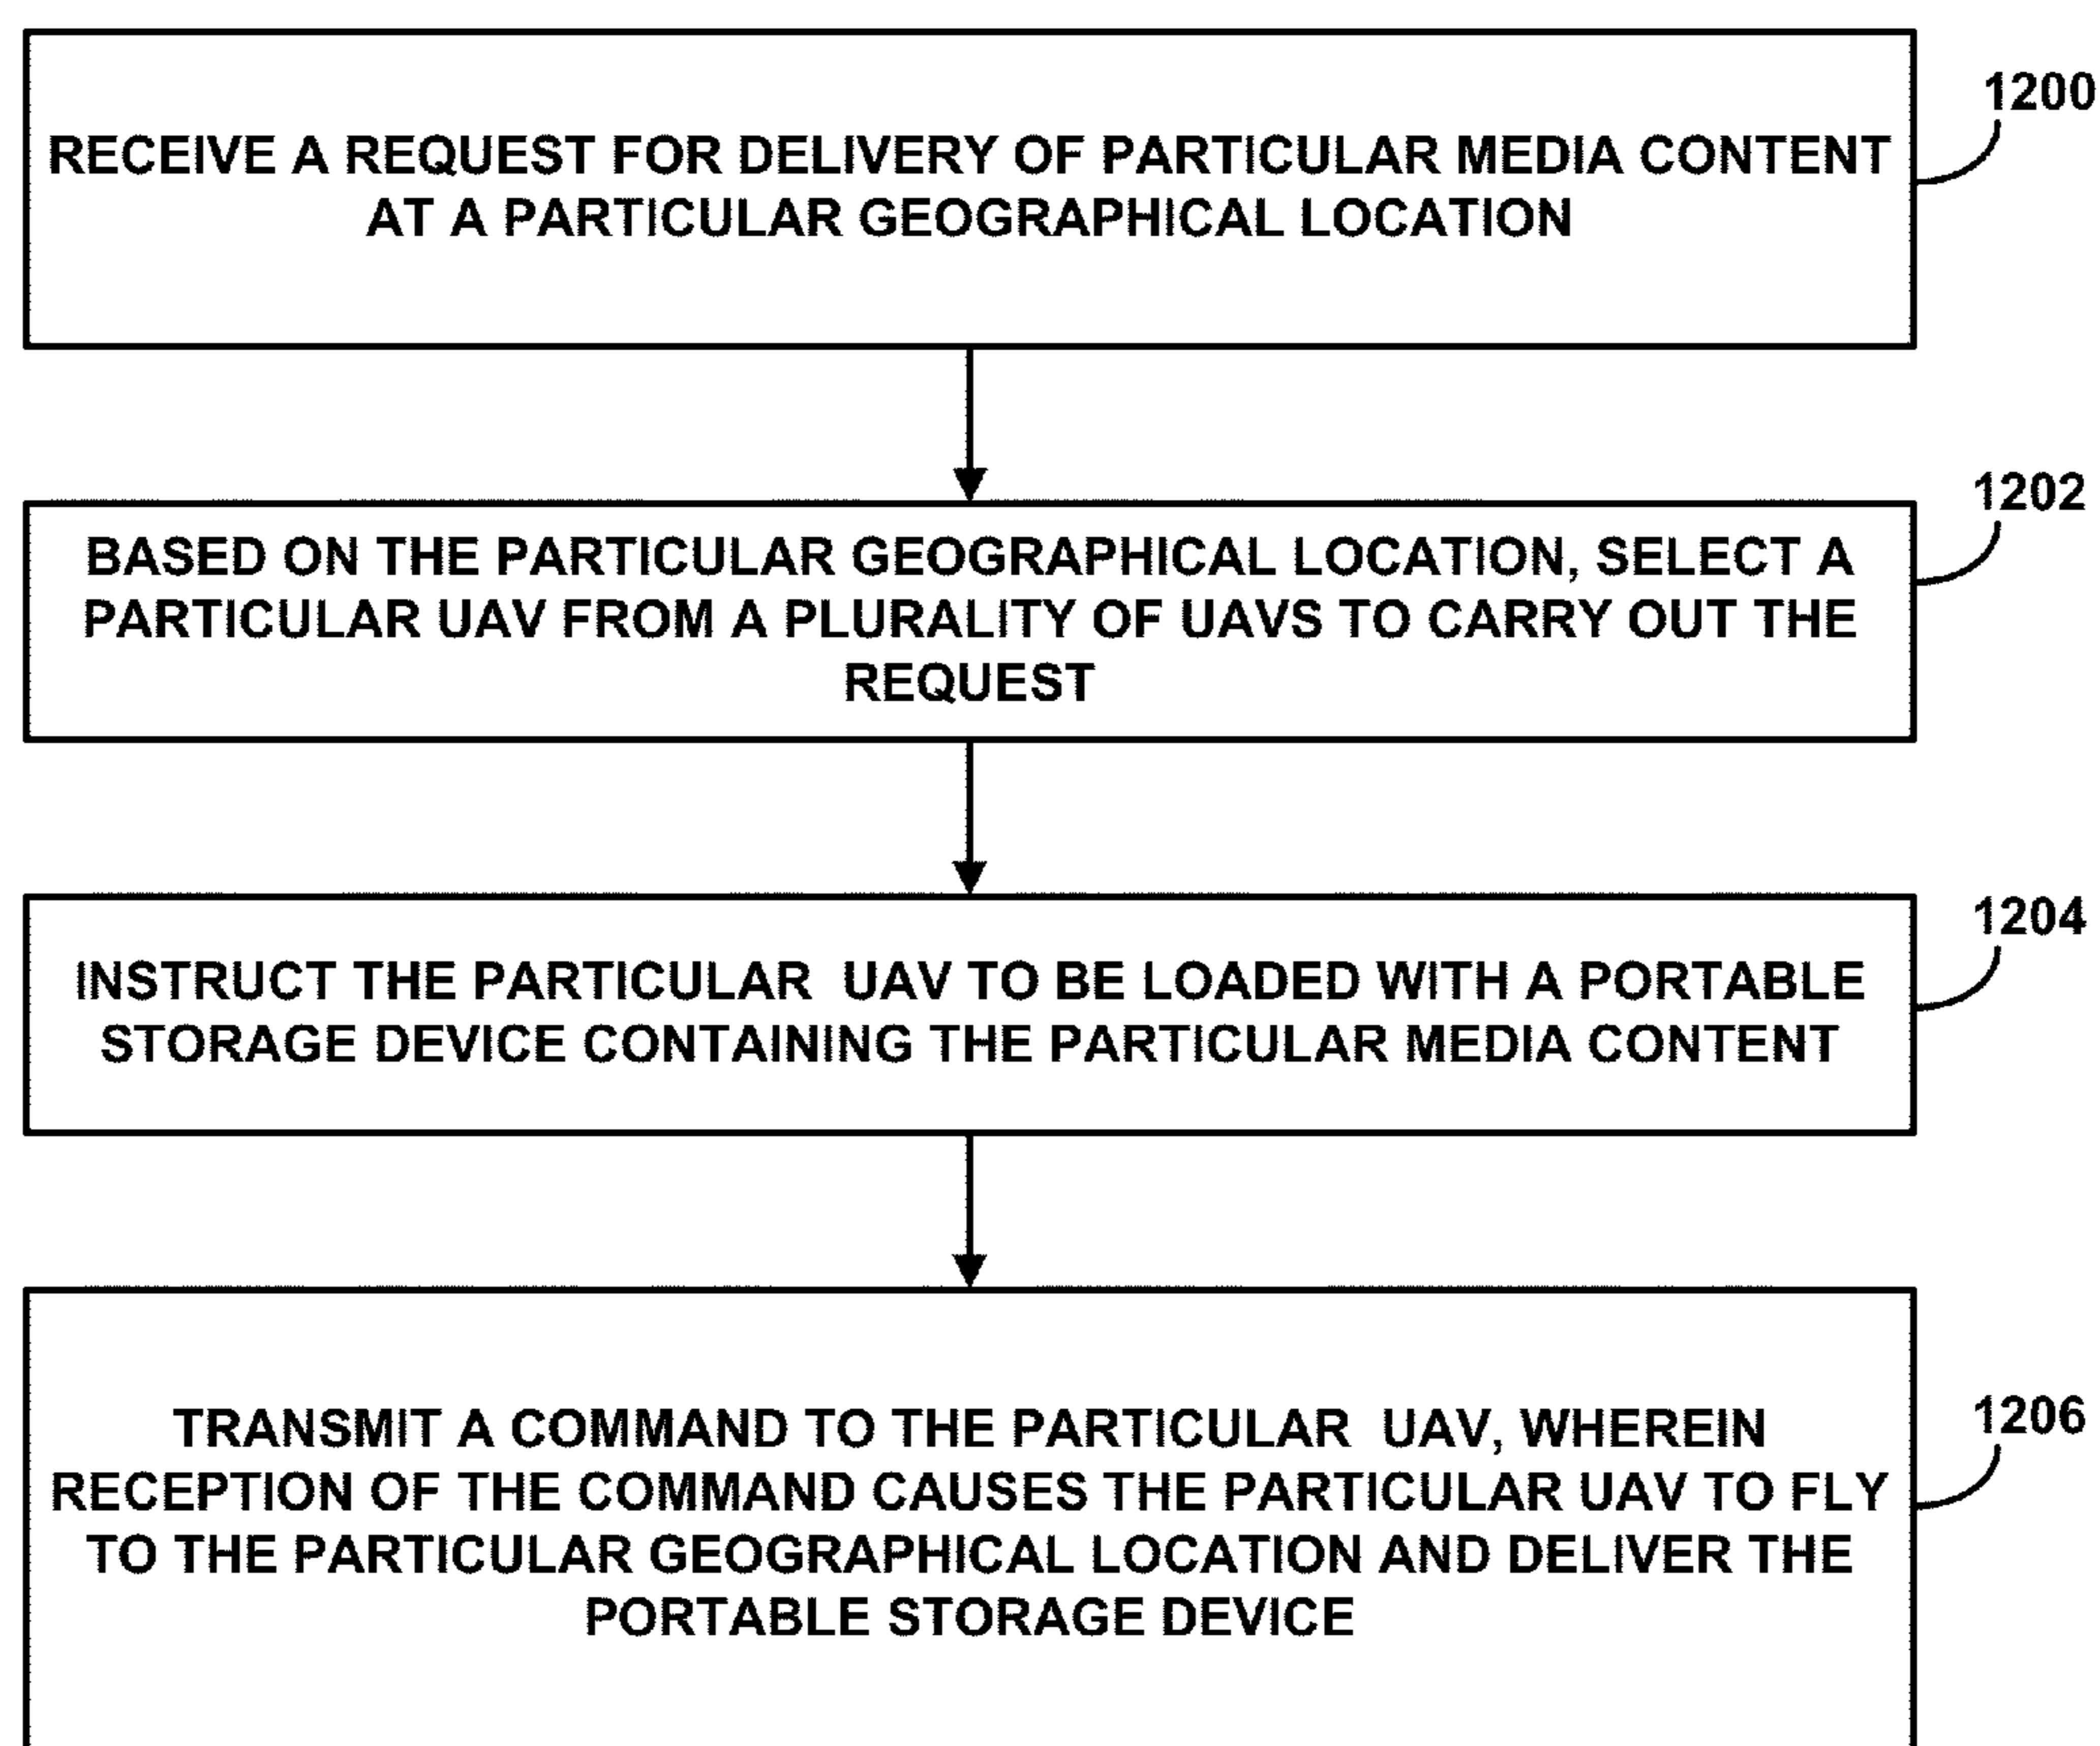 1200
RECEIVE A REQUEST FOR DELIVERY OF PARTICULAR MEDIA CONTENT
AT A PARTICULAR GEOGRAPHICAL LOCATION
1202
BASED ON THE PARTICULAR GEOGRAPHICAL LOCATION, SELECT A
PARTICULAR UAV FROM A PLURALITY OF UAVS TO CARRY OUT THE
REQUEST
1204
INSTRUCT THE PARTICULAR UAV TO BE LOADED WITH A PORTABLE
STORAGE DEVICE CONTAINING THE PARTICULAR MEDIA CONTENT
1206
TRANSMIT A COMMAND TO THE PARTICULAR UAV, WHEREIN
RECEPTION OF THE COMMAND CAUSES THE PARTICULAR UAV TO FLY
TO THE PARTICULAR GEOGRAPHICAL LOCATION AND DELIVER THE
PORTABLE STORAGE DEVICE